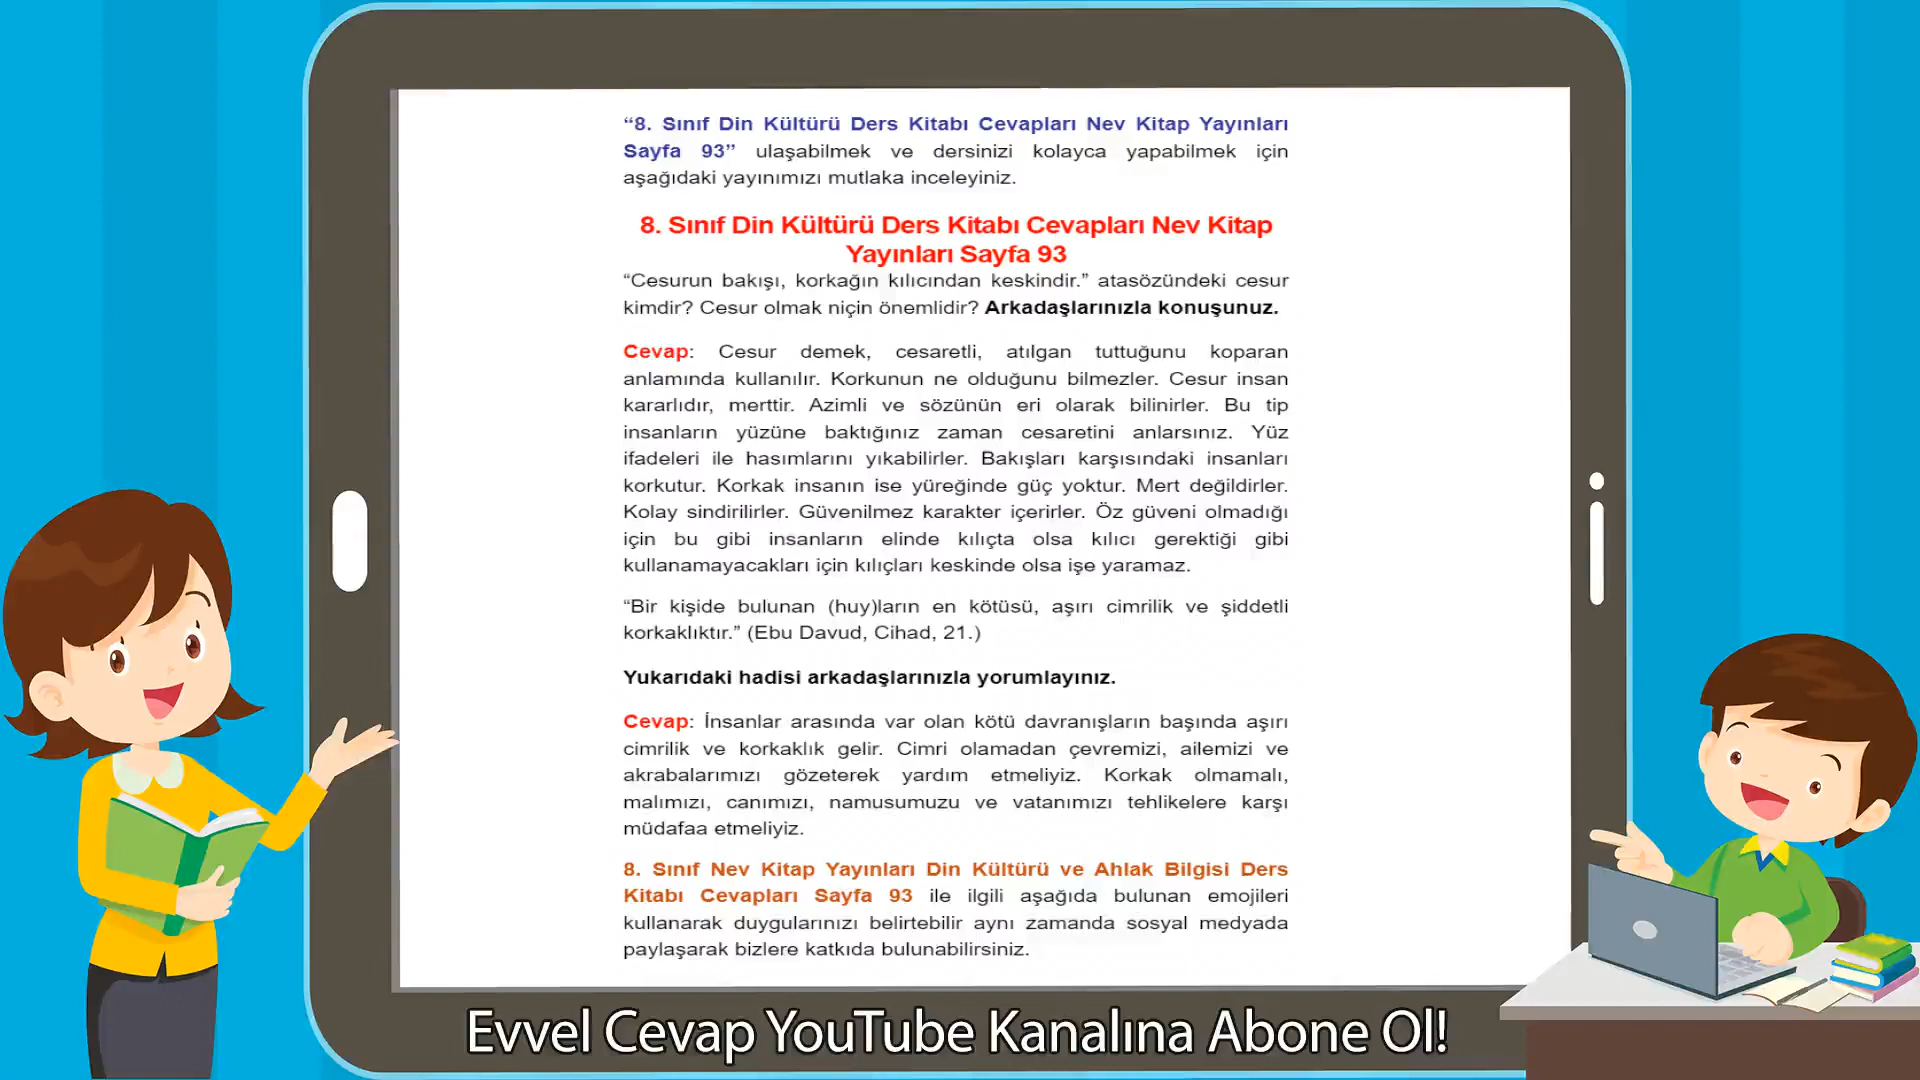 “8. Sınıf Din Kültürü Ders Kitabı Cevapları Nev Kitap Yayınları
Sayfa 93” ulaşabilmek ve dersinizi kolayca yapabilmek için
aşağıdaki yayınımızı mutlaka inceleyiniz.
8. Sınıf Din Kültürü Ders Kitabı Cevapları Nev Kitap
Yayınları Sayfa 93
“Cesurun bakışı, korkağın kılıcından keskindir.” atasözündeki cesur
kimdir? Cesur olmak niçin önemlidir? Arkadaşlarınızla konuşunuz.
Cevap: Cesur demek, cesaretli, atılgan tuttuğunu koparan
anlamında kullanılır. Korkunun ne olduğunu bilmezler. Cesur insan
kararlıdır, merttir. Azimli ve sözünün eri olarak bilinirler. Bu tip
insanların yüzüne baktığınız zaman cesaretini anlarsınız. Yüz
ifadeleri ile hasımlarını yıkabilirler. Bakışları karşısındaki insanları
korkutur. Korkak insanın ise yüreğinde güç yoktur. Mert değildirler.
Kolay sindirilirler. Güvenilmez karakter içerirler. Öz güveni olmadığı
için bu gibi insanların elinde kılıçta olsa kılıcı gerektiği gibi
kullanamayacakları için kılıçları keskinde olsa işe yaramaz.
“Bir kişide bulunan (huy)ların en kötüsü, aşırı cimrilik ve şiddetli
korkaklıktır.” (Ebu Davud, Cihad, 21.)
Yukarıdaki hadisi arkadaşlarınızla yorumlayınız.
Cevap: İnsanlar arasında var olan kötü davranışların başında aşırı
cimrilik ve korkaklık gelir. Cimri olamadan çevremizi, ailemizi ve
akrabalarımızı gözeterek yardım etmeliyiz. Korkak olmamalı,
malımızı, canımızı, namusumuzu ve vatanımızı tehlikelere karşı
müdafaa etmeliyiz.
8. Sınıf Nev Kitap Yayınları Din Kültürü ve Ahlak Bilgisi Ders
Kitabı Cevapları Sayfa 93 ile ilgili aşağıda bulunan emojileri
kullanarak duygularınızı belirtebilir aynı zamanda sosyal medyada
paylaşarak bizlere katkıda bulunabilirsiniz.
Evvel Cevap YouTube Kanalına Abone Ol!